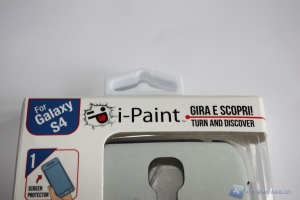 For
Galaxy
S4
i-Paint
GIRA E SCOPRI!
TURN AND DISCOVER
1
SCREEN
PROTECTOR